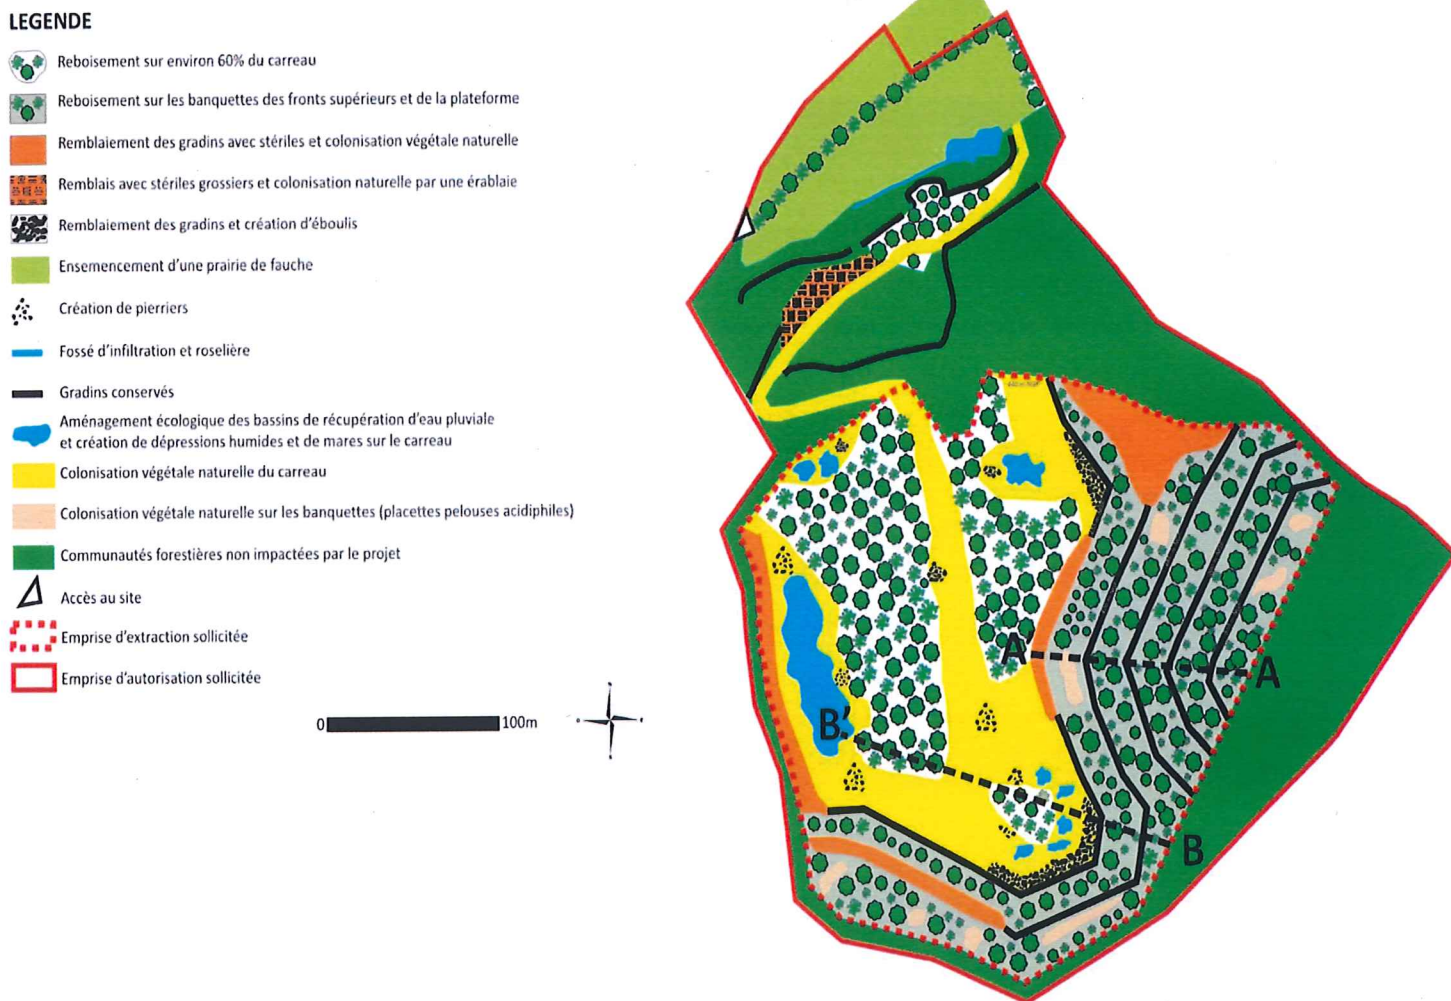 LEGENDE
Reboisement sur environ 60% du carreau
Reboisement sur les banquettes des fronts supérieurs et de la plateforme
Remblaiement des gradins avec stériles et colonisation végétale naturelle
Remblais avec stériles grossiers et colonisation naturelle par une érablaie
Remblaiement des gradins et création d'éboulis
Ensemencement d'une prairie de fauche
Création de pierriers
Fossé d'infiltration et roselière
Gradins conservés
Aménagement écologique des bassins de récupération d'eau pluviale
et création de dépressions humides et de mares sur le carreau
Colonisation végétale naturelle du carreau
Colonisation végétale naturelle sur les banquettes (placettes pelouses acidiphiles)
Communautés forestières non impactées par le projet
Accès au site
Emprise d'extraction sollicitée
Emprise d'autorisation sollicitée
0 100m
A' A
B' B